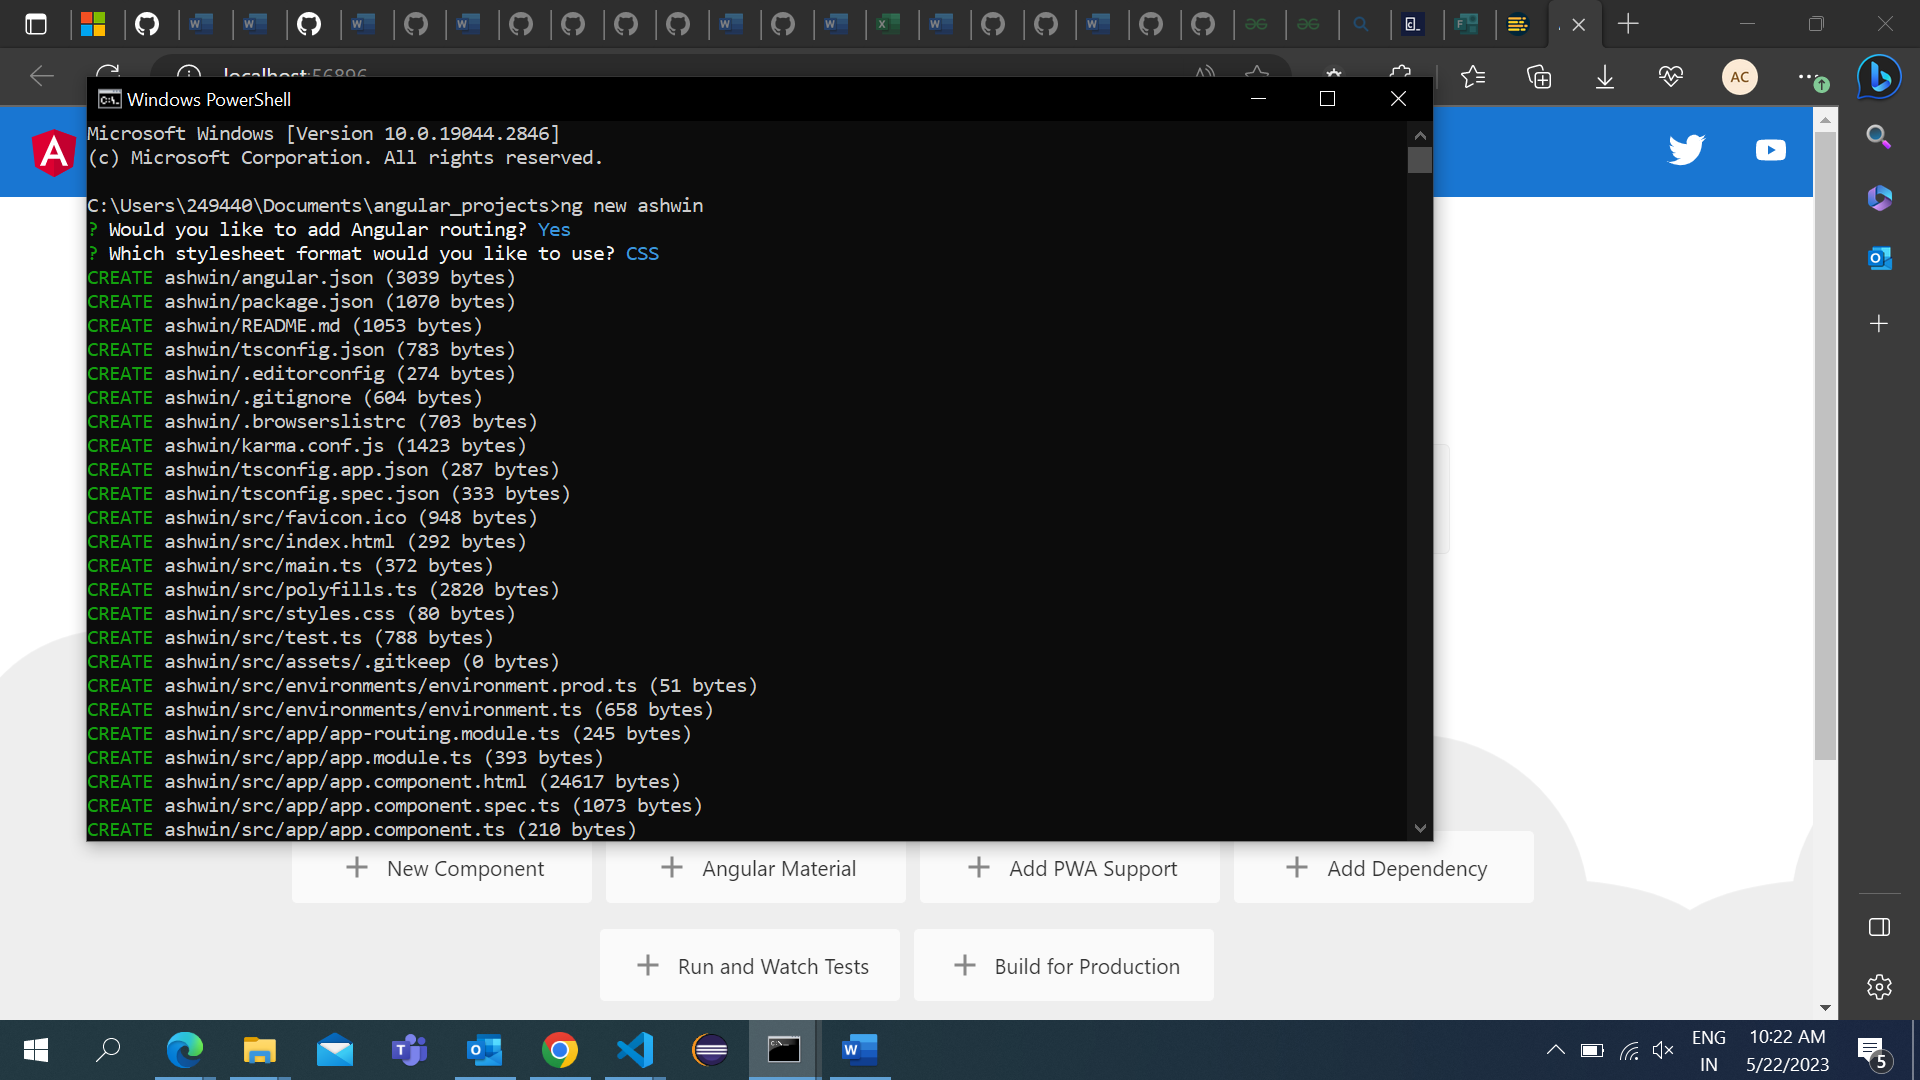 localhost:56896
AC
Windows PowerShell
Microsoft Windows [Version 10.0.19044.2846]
(c) Microsoft Corporation. All rights reserved.
C:\Users\249440\Documents\angular_projects>ng new ashwin
? Would you like to add Angular routing? Yes
? Which stylesheet format would you like to use? CSS
CREATE ashwin/angular.json (3039 bytes)
CREATE ashwin/package.json (1070 bytes)
CREATE ashwin/README.md (1053 bytes)
CREATE ashwin/tsconfig.json (783 bytes)
CREATE ashwin/.editorconfig (274 bytes)
CREATE ashwin/.gitignore (604 bytes)
CREATE ashwin/.browserslistrc (703 bytes)
CREATE ashwin/karma.conf.js (1423 bytes)
CREATE ashwin/tsconfig.app.json (287 bytes)
CREATE ashwin/tsconfig.spec.json (333 bytes)
CREATE ashwin/src/favicon.ico (948 bytes)
CREATE ashwin/src/index.html (292 bytes)
CREATE ashwin/src/main.ts (372 bytes)
CREATE ashwin/src/polyfills.ts (2820 bytes)
CREATE ashwin/src/styles.css (80 bytes)
CREATE ashwin/src/test.ts (788 bytes)
CREATE ashwin/src/assets/.gitkeep (0 bytes)
CREATE ashwin/src/environments/environment.prod.ts (51 bytes)
CREATE ashwin/src/environments/environment.ts (658 bytes)
CREATE ashwin/src/app/app-routing.module.ts (245 bytes)
CREATE ashwin/src/app/app.module.ts (393 bytes)
CREATE ashwin/src/app/app.component.html (24617 bytes)
CREATE ashwin/src/app/app.component.spec.ts (1073 bytes)
CREATE ashwin/src/app/app.component.ts (210 bytes)
New Component
Angular Material
Add PWA Support
Add Dependency
Run and Watch Tests
Build for Production
ENG
IN
10:22 AM
5/22/2023
5